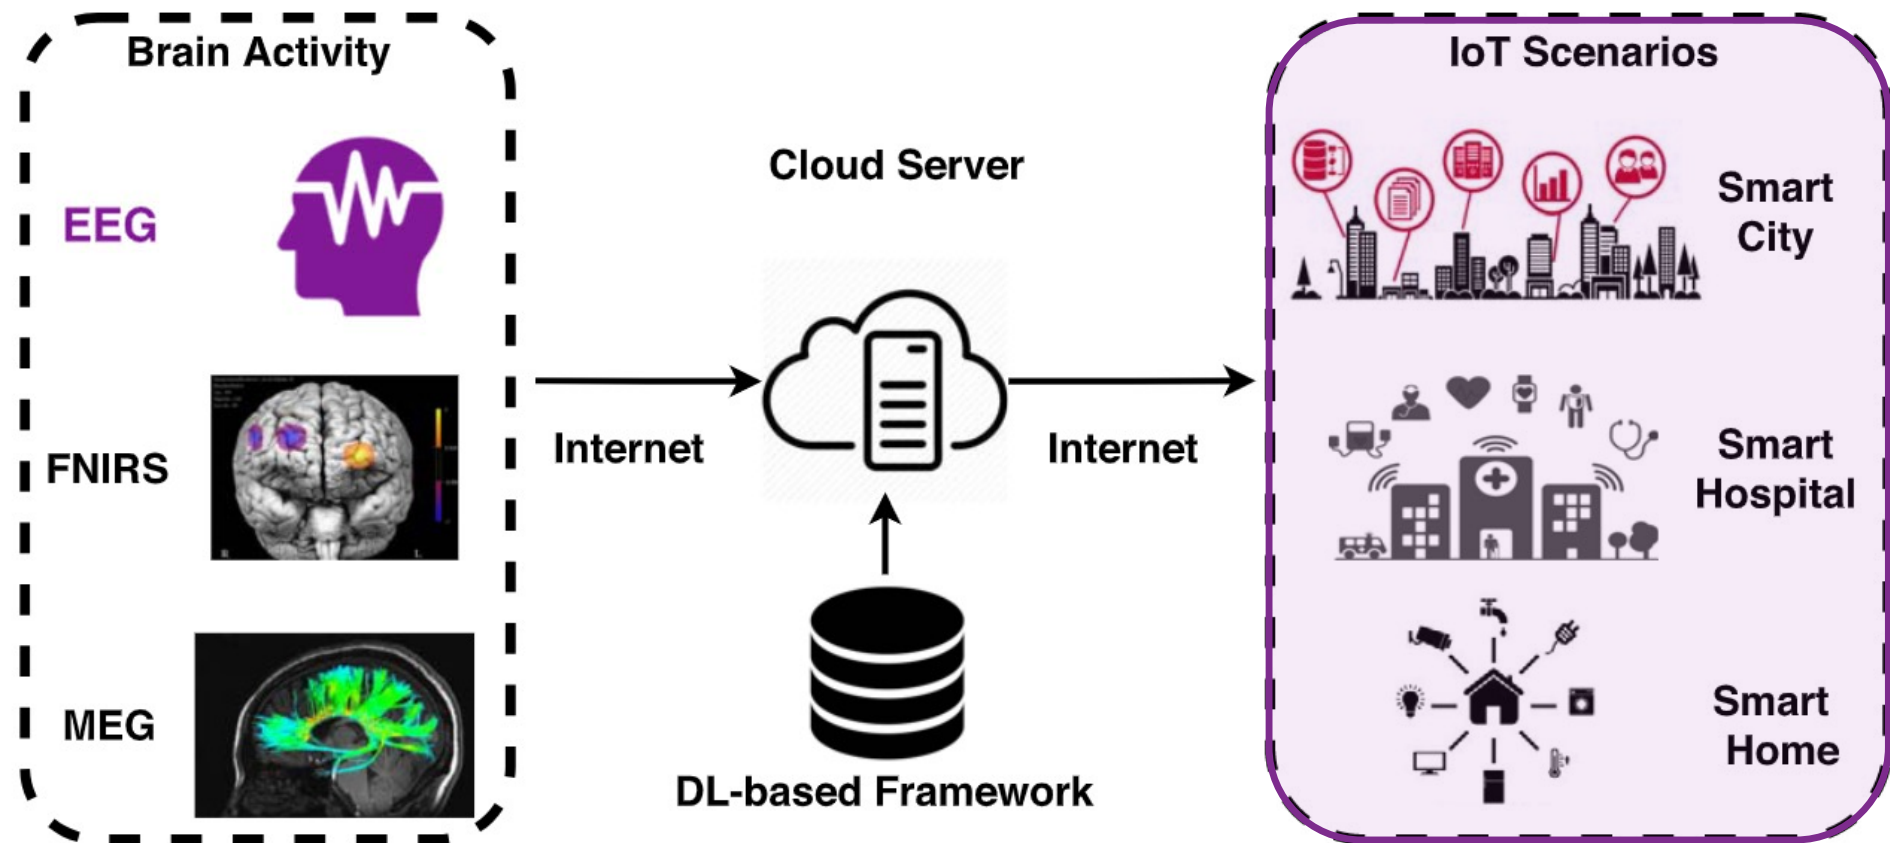 Brain Activity
EEG
FNIRS
R
L
MEG
Cloud Server
Internet
Internet
DL-based Framework
IoT Scenarios
Smart
City
Smart
Hospital
Smart
Home